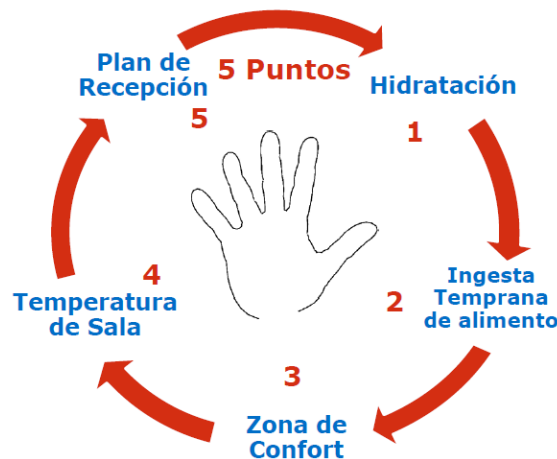 5 Puntos
Hidratación
1
Ingesta
Temprana
de alimento
2
3
Zona de
Confort
4
Temperatura
de Sala
Plan de
Recepción
5